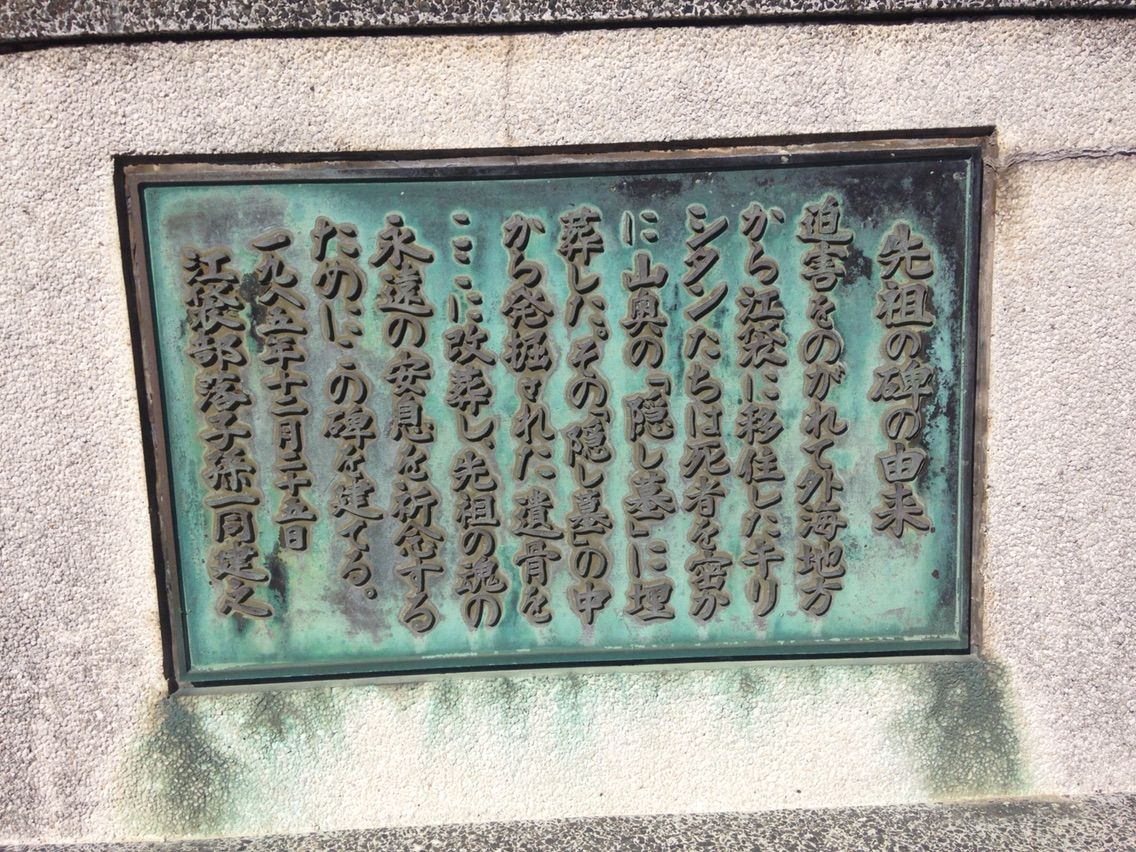 先祖の碑の由来
迫害をのがれて外海地方
から江袋に移住したキリ
シタンたちは死者を密か
に山奥の「隠し墓」に埋
葬した。その「隠し墓」の中
から発掘された遺骨を
ここに改葬し、先祖の魂の
永遠の安息を祈念する
ためにこの碑を建てる。
一九八五年十二月二十五日
江袋部落子孫一同建之